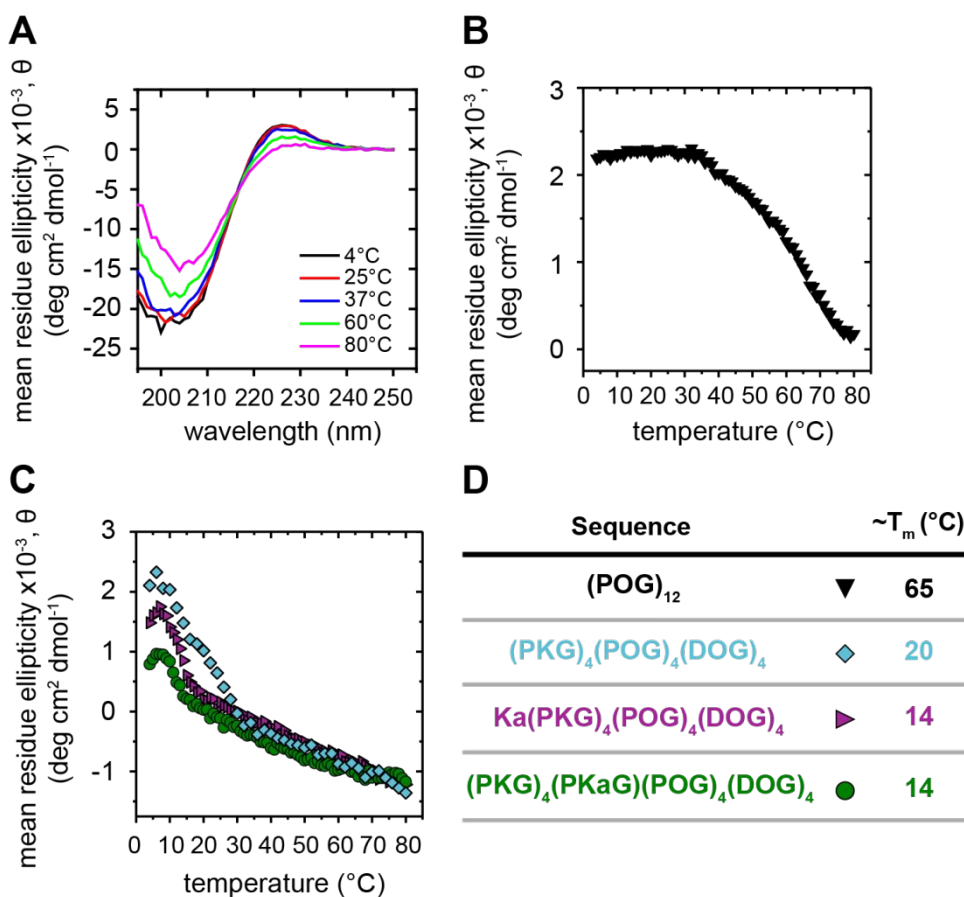 A
mean residue ellipticity x10⁻³, θ
(deg cm² dmol⁻¹)
5
0
-5
-10
-15
-20
-25
4°C
25°C
37°C
60°C
80°C
200 210 220 230 240 250
wavelength (nm)
B
mean residue ellipticity x10⁻³, θ
(deg cm² dmol⁻¹)
3
2
1
0
0 10 20 30 40 50 60 70 80
temperature (°C)
C
mean residue ellipticity x10⁻³, θ
(deg cm² dmol⁻¹)
3
2
1
0
-1
0 10 20 30 40 50 60 70 80
temperature (°C)
D
Sequence ~Tₘ (°C)
(POG)₁₂ 65
(PKG)₄(POG)₄(DOG)₄ 20
Ka(PKG)₄(POG)₄(DOG)₄ 14
(PKG)₄(PKaG)(POG)₄(DOG)₄ 14